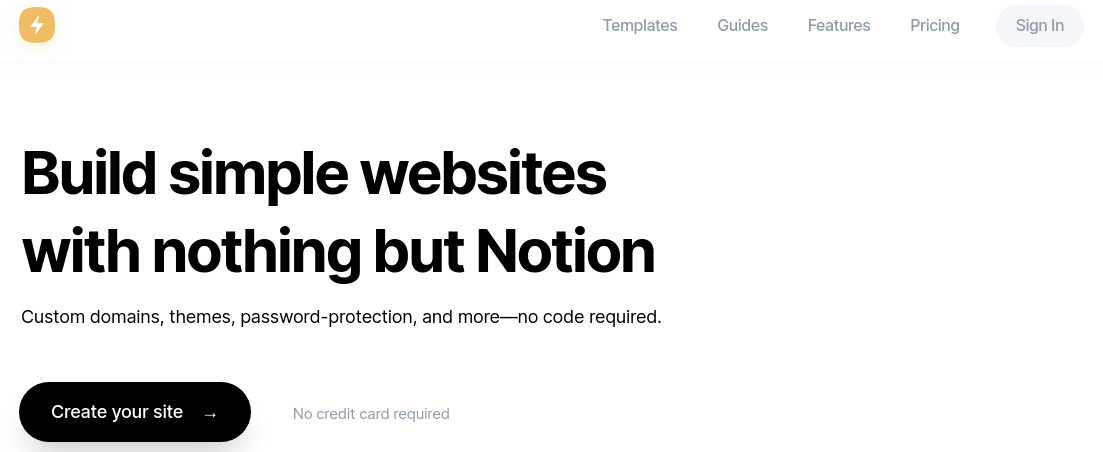 Templates
Guides
Features
Pricing
Sign In
Build simple websites
with nothing but Notion
Custom domains, themes, password-protection, and more—no code required.
Create your site →
No credit card required